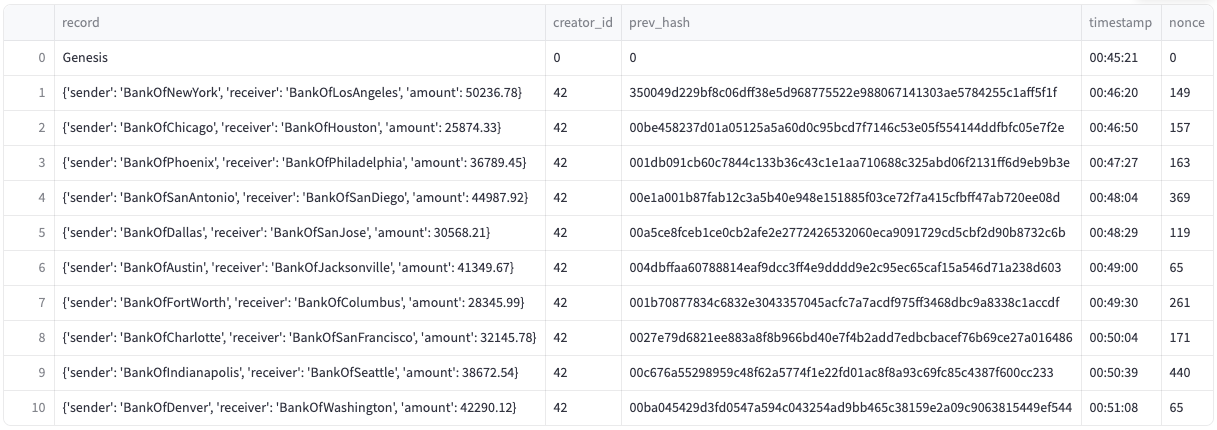 record creator_id prev_hash timestamp nonce
0 Genesis 0 0 00:45:21 0
1 {'sender': 'BankOfNewYork', 'receiver': 'BankOfLosAngeles', 'amount': 50236.78} 42 350049d229bf8c06dff38e5d968775522e988067141303ae5784255c1aff5f1f 00:46:20 149
2 {'sender': 'BankOfChicago', 'receiver': 'BankOfHouston', 'amount': 25874.33} 42 00be458237d01a05125a5a60d0c95bcd7f7146c53e05f554144ddfbfc05e7f2e 00:46:50 157
3 {'sender': 'BankOfPhoenix', 'receiver': 'BankOfPhiladelphia', 'amount': 36789.45} 42 001db091cb60c7844c133b36c43c1e1aa710688c325abd06f2131ff6d9eb9b3e 00:47:27 163
4 {'sender': 'BankOfSanAntonio', 'receiver': 'BankOfSanDiego', 'amount': 44987.92} 42 00e1a001b87fab12c3a5b40e948e151885f03ce72f7a415cfbff47ab720ee08d 00:48:04 369
5 {'sender': 'BankOfDallas', 'receiver': 'BankOfSanJose', 'amount': 30568.21} 42 00a5ce8fceb1ce0cb2afe2e2772426532060eca9091729cd5cbf2d90b8732c6b 00:48:29 119
6 {'sender': 'BankOfAustin', 'receiver': 'BankOfJacksonville', 'amount': 41349.67} 42 004dbffaa60788814eaf9dcc3ff4e9dddd9e2c95ec65caf15a546d71a238d603 00:49:00 65
7 {'sender': 'BankOfFortWorth', 'receiver': 'BankOfColumbus', 'amount': 28345.99} 42 001b70877834c6832e3043357045acfc7a7acdf975ff3468dbc9a8338c1accdf 00:49:30 261
8 {'sender': 'BankOfCharlotte', 'receiver': 'BankOfSanFrancisco', 'amount': 32145.78} 42 0027e79d6821ee883a8f8b966bd40e7f4b2add7edbcbacef76b69ce27a016486 00:50:04 171
9 {'sender': 'BankOfIndianapolis', 'receiver': 'BankOfSeattle', 'amount': 38672.54} 42 00c676a55298959c48f62a5774f1e22fd01ac8f8a93c69fc85c4387f600cc233 00:50:39 440
10 {'sender': 'BankOfDenver', 'receiver': 'BankOfWashington', 'amount': 42290.12} 42 00ba045429d3fd0547a594c043254ad9bb465c38159e2a09c9063815449ef544 00:51:08 65